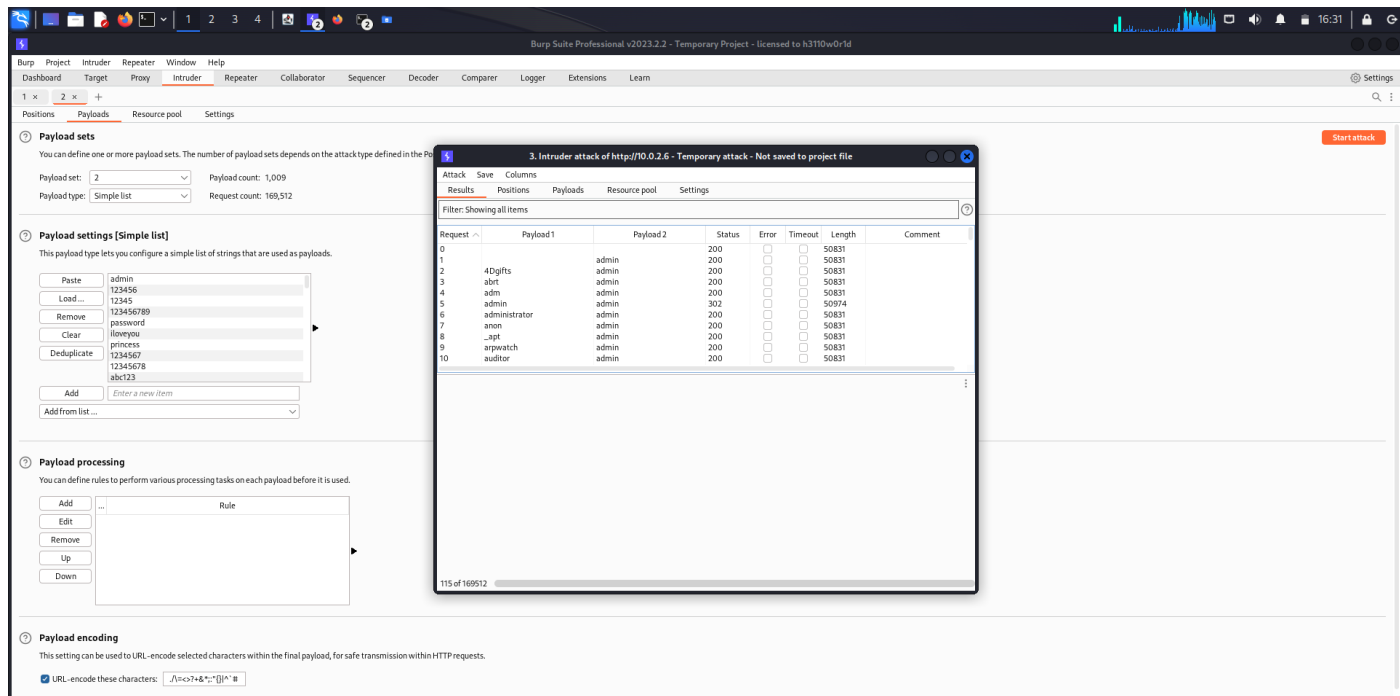 1 2 3 4 2 2 16:31
Burp Suite Professional v2023.2.2 - Temporary Project - licensed to h3110w0r1d
Burp Project Intruder Repeater Window Help
Dashboard Target Proxy Intruder Repeater Collaborator Sequencer Decoder Comparer Logger Extensions Learn Settings
1 × 2 × +
Positions Payloads Resource pool Settings
? Payload sets
Start attack
You can define one or more payload sets. The number of payload sets depends on the attack type defined in the Po
Payload set: 2 Payload count: 1,009
Payload type: Simple list Request count: 169,512
? Payload settings [Simple list]
This payload type lets you configure a simple list of strings that are used as payloads.
Paste
Load ...
Remove
Clear
Deduplicate
admin
123456
12345
123456789
password
iloveyou
princess
1234567
12345678
abc123
Add Enter a new item
Add from list ...
? Payload processing
You can define rules to perform various processing tasks on each payload before it is used.
Add
Edit
Remove
Up
Down
... Rule
? Payload encoding
This setting can be used to URL-encode selected characters within the final payload, for safe transmission within HTTP requests.
URL-encode these characters: ./\=<>?+&*;:"{}|^`#
3. Intruder attack of http://10.0.2.6 - Temporary attack - Not saved to project file
Attack Save Columns
Results Positions Payloads Resource pool Settings
Filter: Showing all items ?
Request Payload 1 Payload 2 Status Error Timeout Length Comment
0 200 50831
1 admin 200 50831
2 4Dgifts admin 200 50831
3 abrt admin 200 50831
4 adm admin 200 50831
5 admin admin 302 50974
6 administrator admin 200 50831
7 anon admin 200 50831
8 _apt admin 200 50831
9 arpwatch admin 200 50831
10 auditor admin 200 50831
115 of 169512